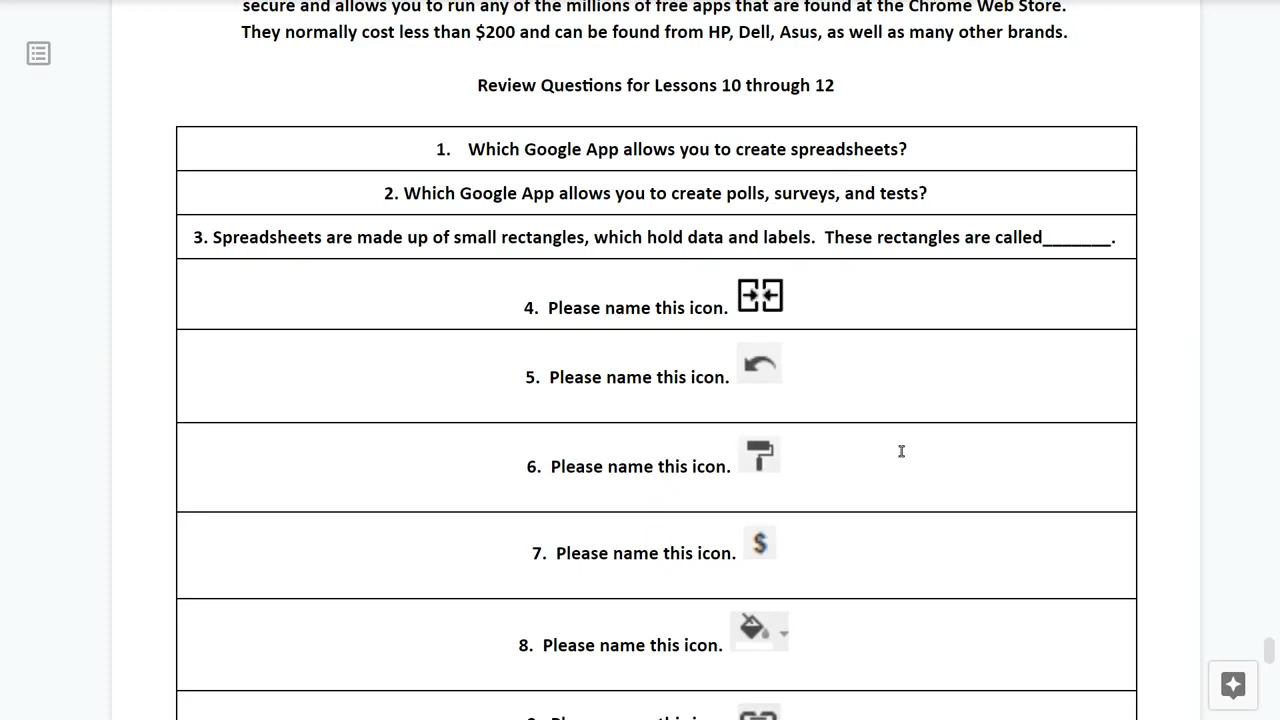 secure and allows you to run any of the millions of free apps that are found at the Chrome Web Store.
They normally cost less than $200 and can be found from HP, Dell, Asus, as well as many other brands.
Review Questions for Lessons 10 through 12
1. Which Google App allows you to create spreadsheets?
2. Which Google App allows you to create polls, surveys, and tests?
3. Spreadsheets are made up of small rectangles, which hold data and labels. These rectangles are called_______.
4. Please name this icon.
5. Please name this icon.
6. Please name this icon.
7. Please name this icon. $
8. Please name this icon.